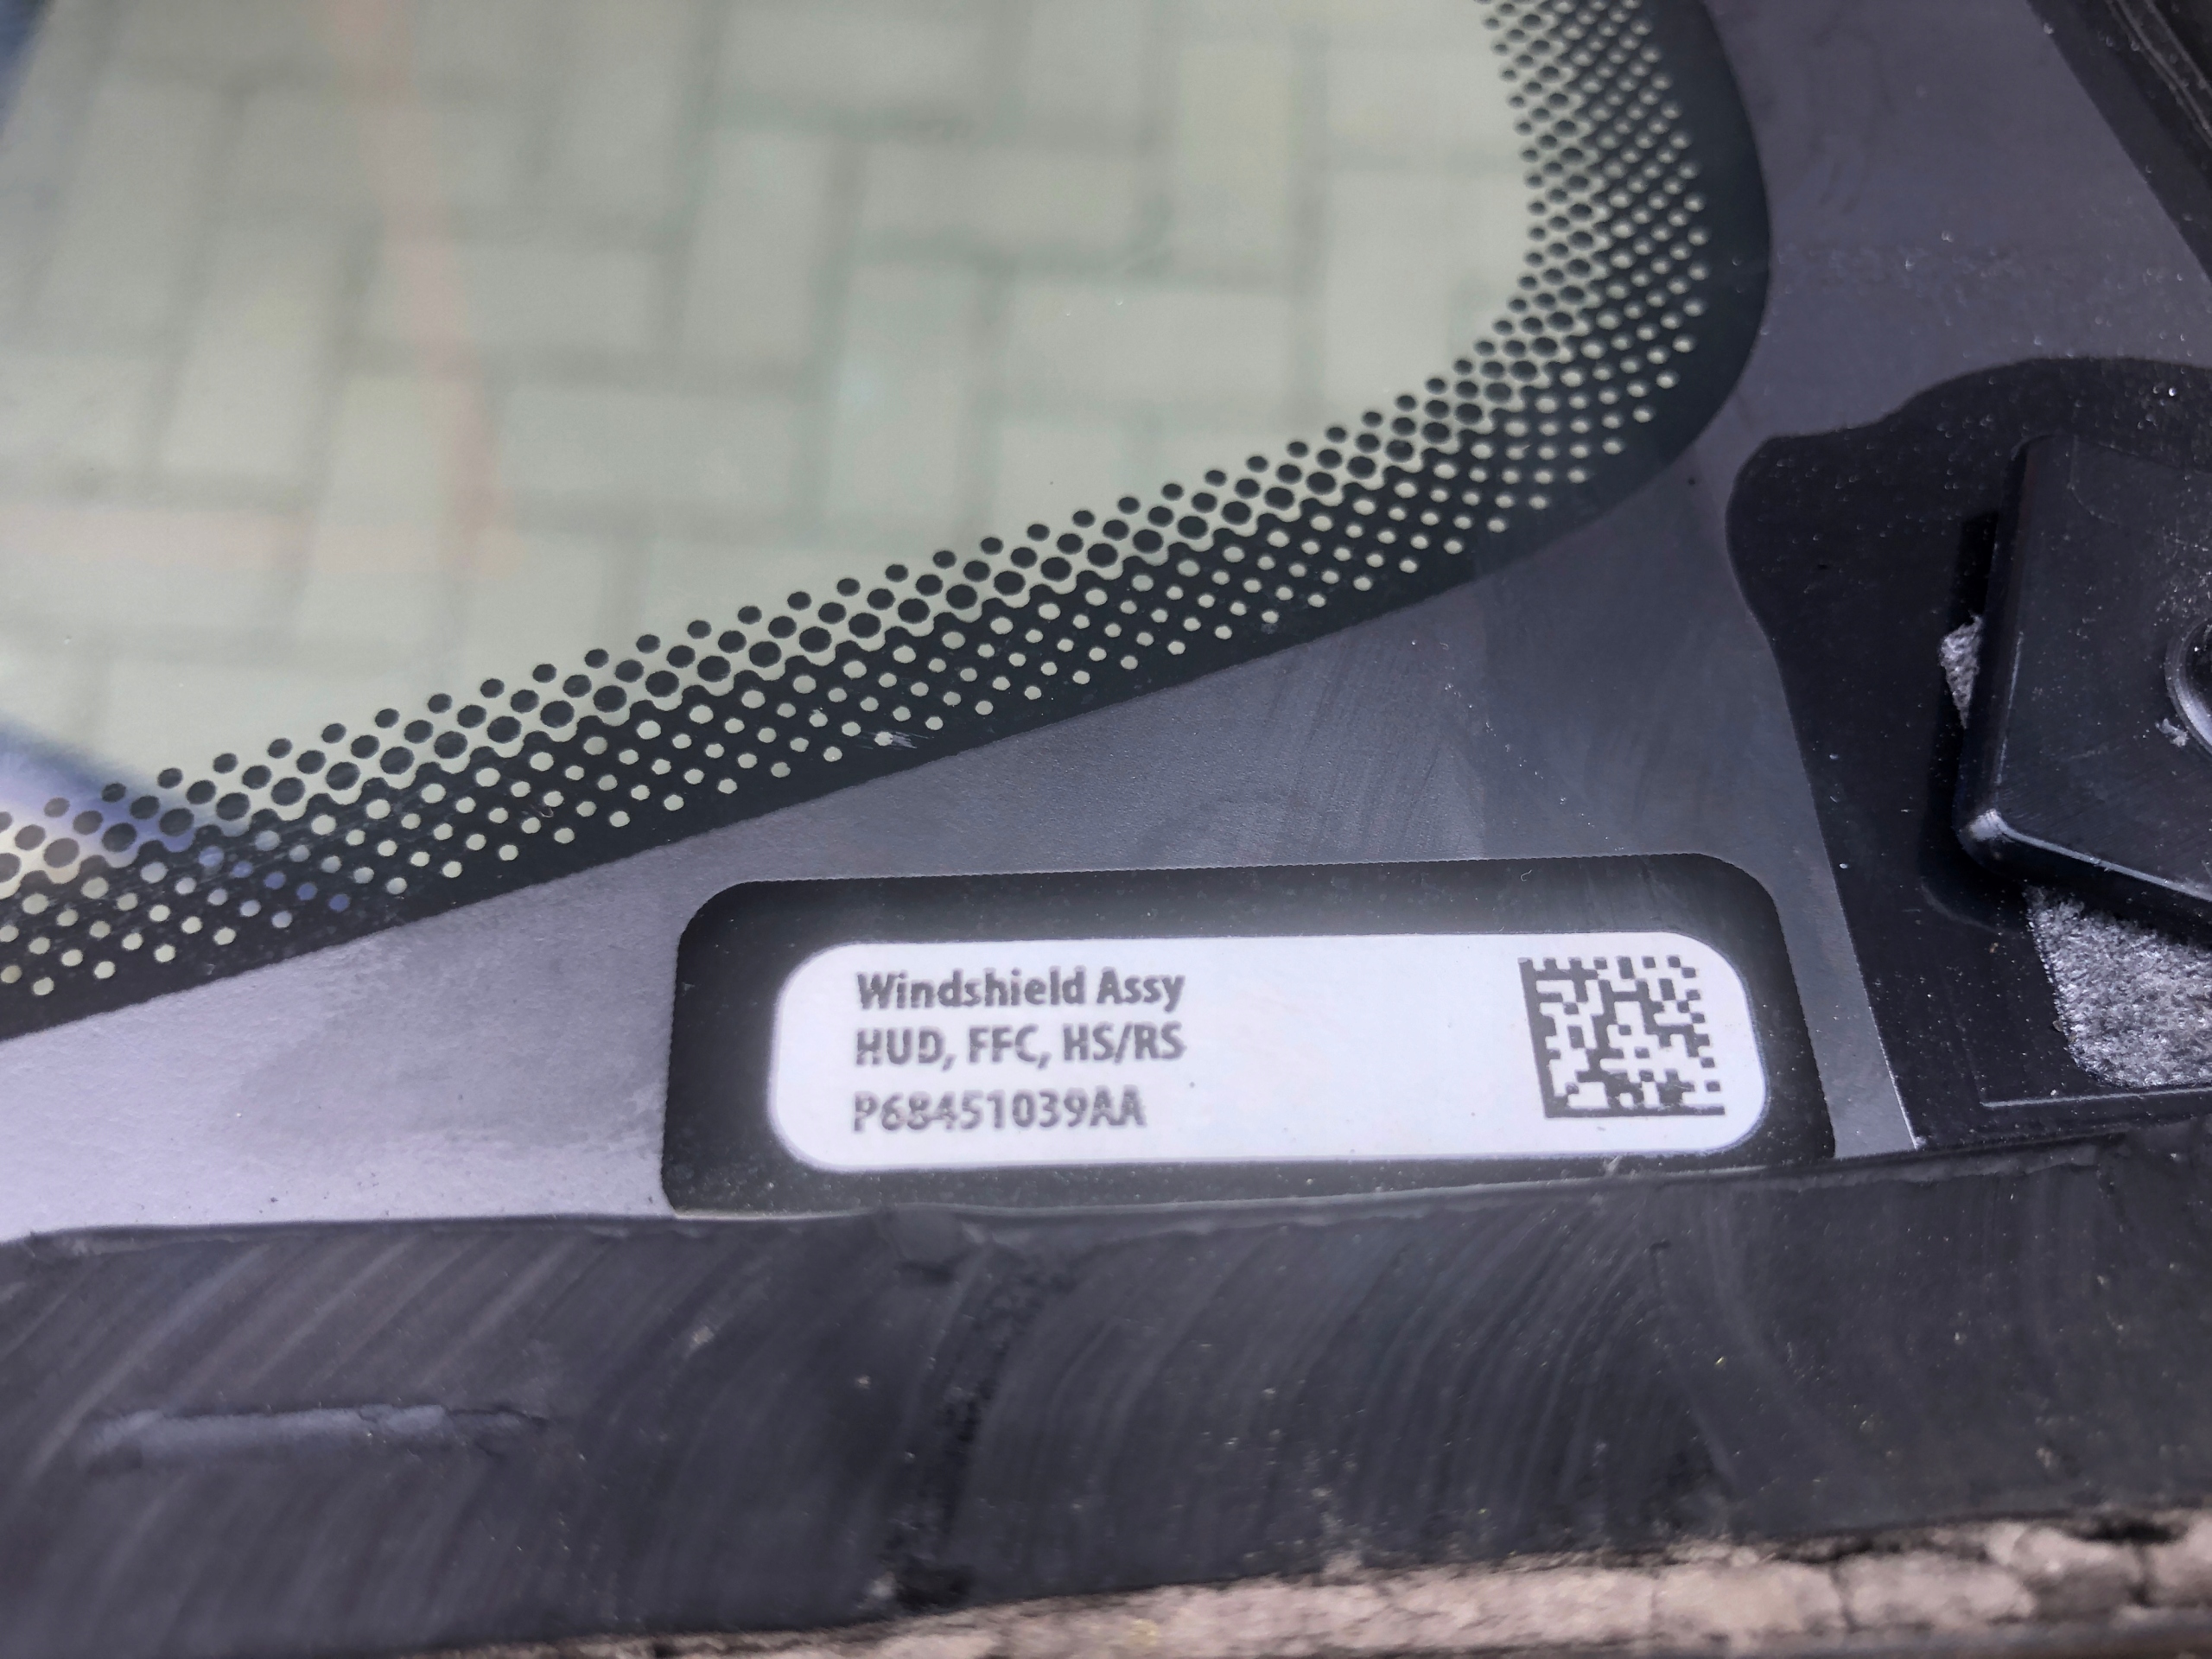 Windshield Assy
HUD, FFC, HS/RS
P68451039AA